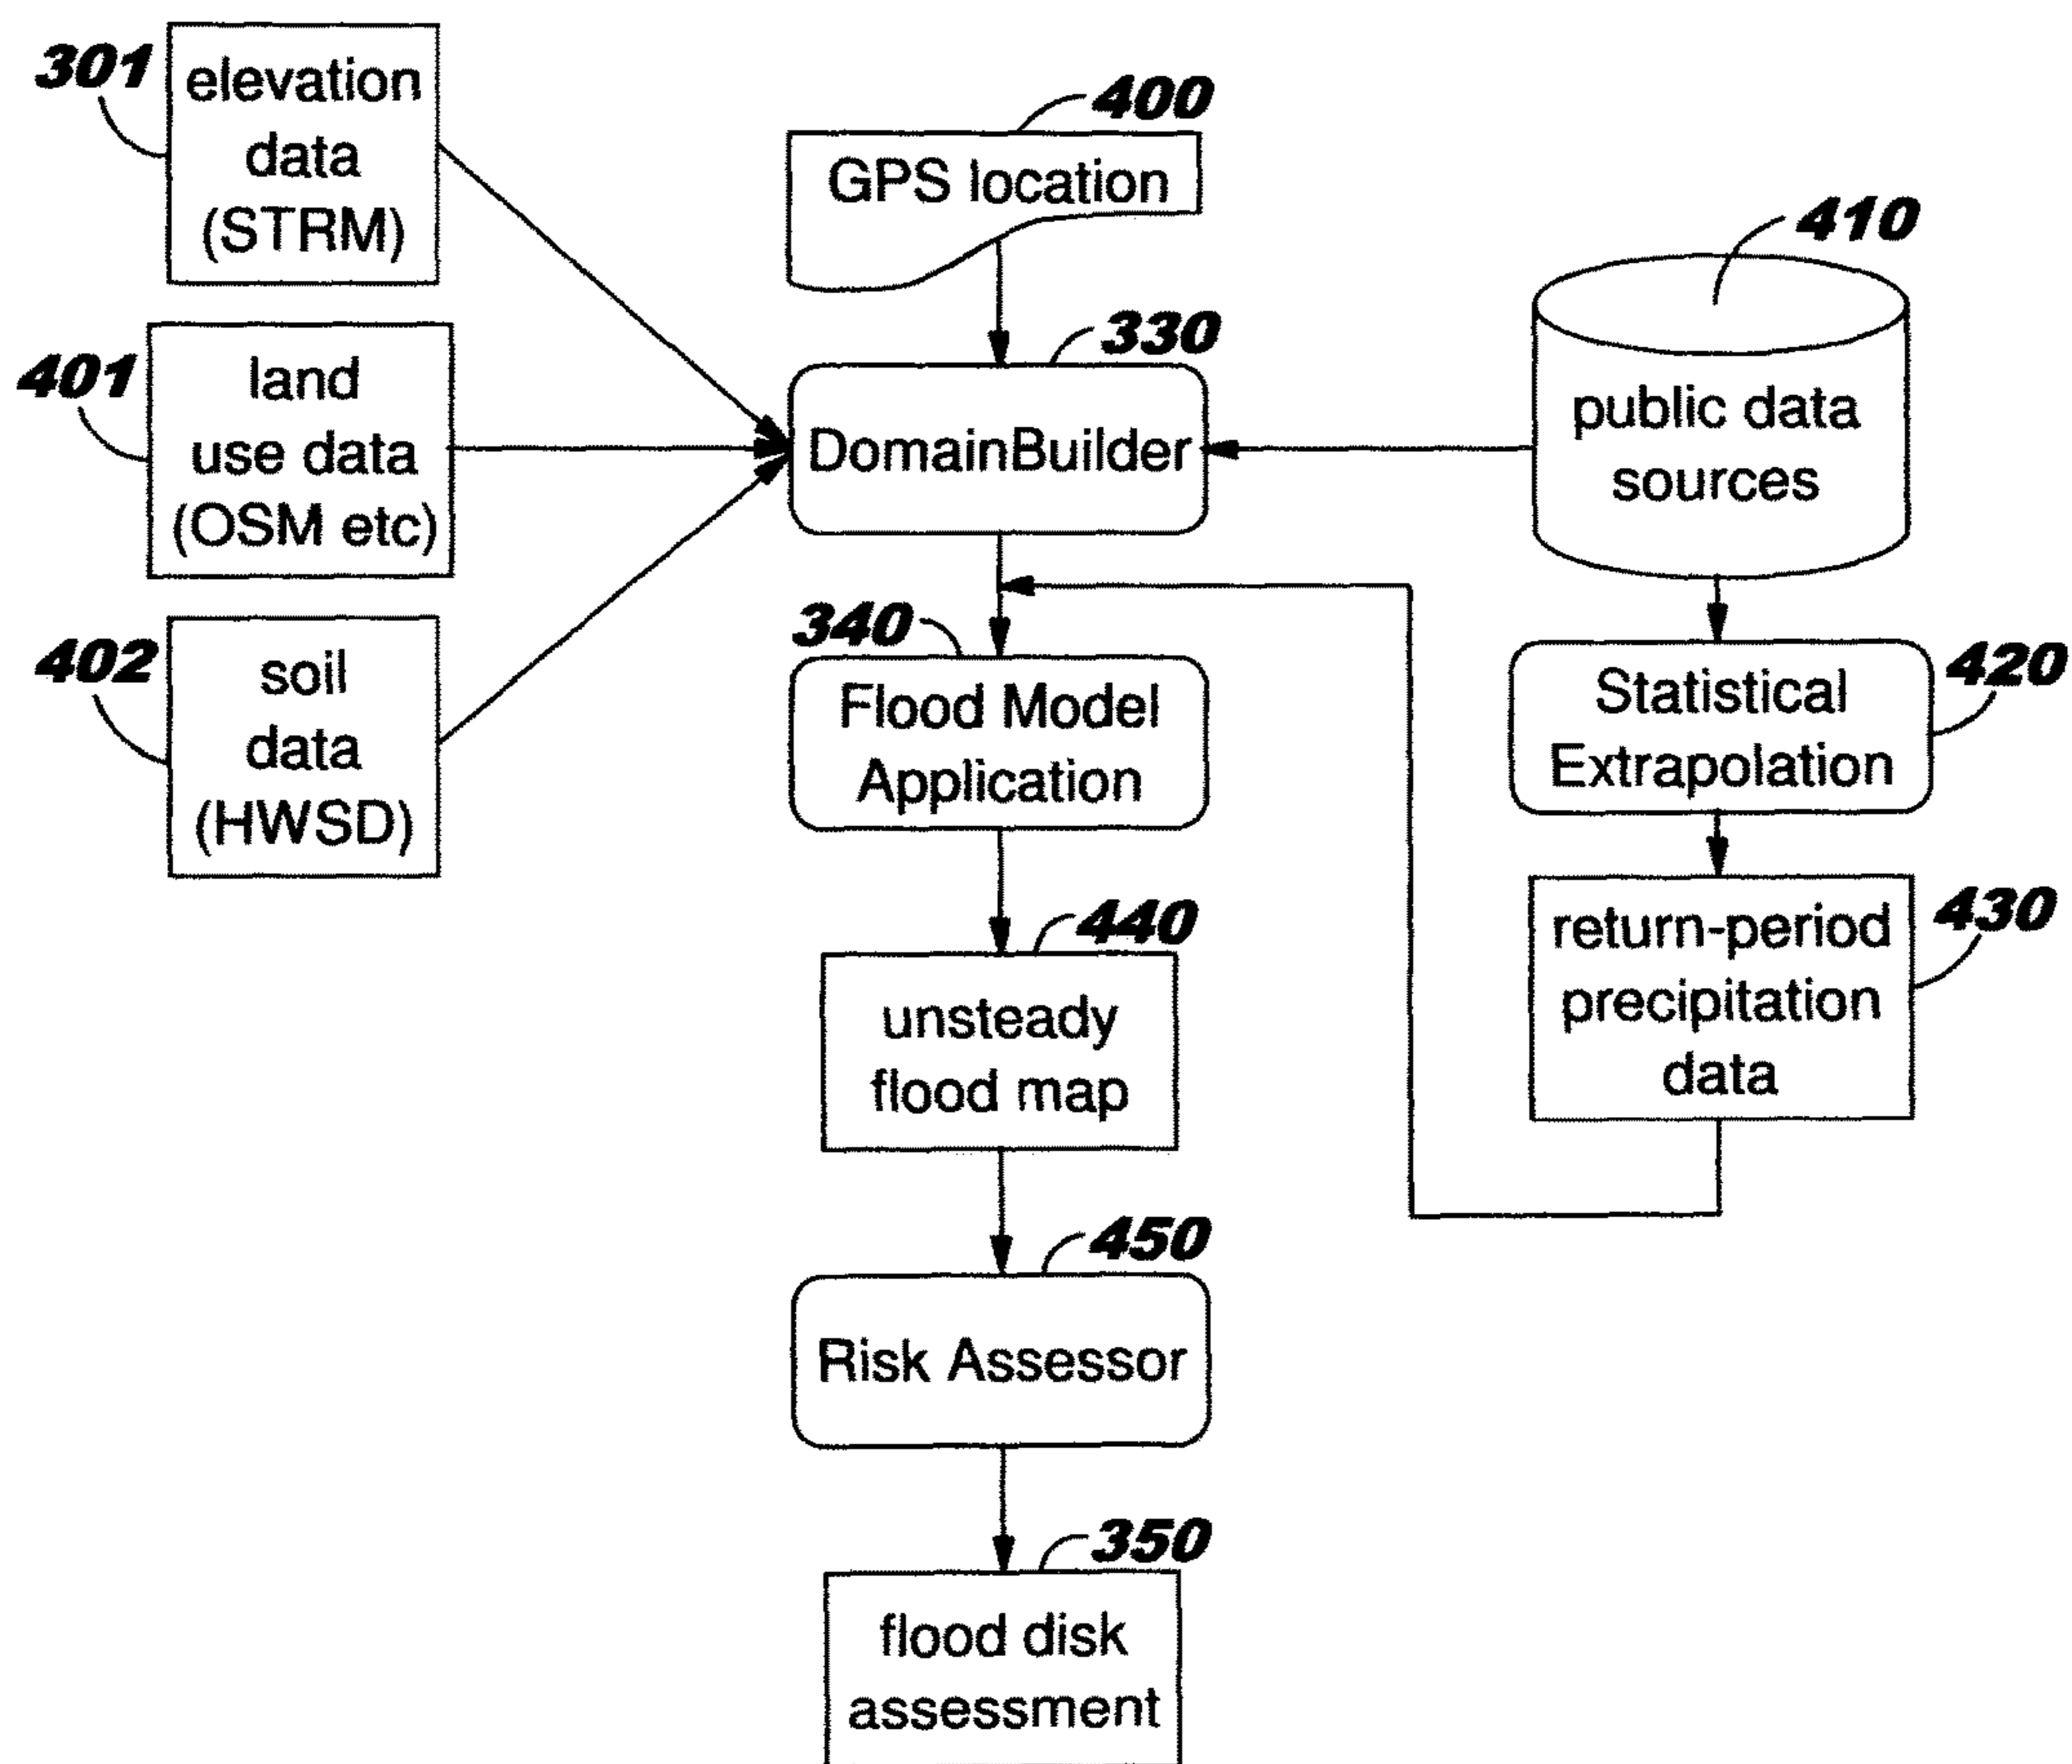 301
elevation
data
(STRM)
400
GPS location
410
public data
sources
401
land
use data
(OSM etc)
330
DomainBuilder
402
soil
data
(HWSD)
340
Flood Model
Application
420
Statistical
Extrapolation
440
unsteady
flood map
430
return-period
precipitation
data
450
Risk Assessor
350
flood disk
assessment